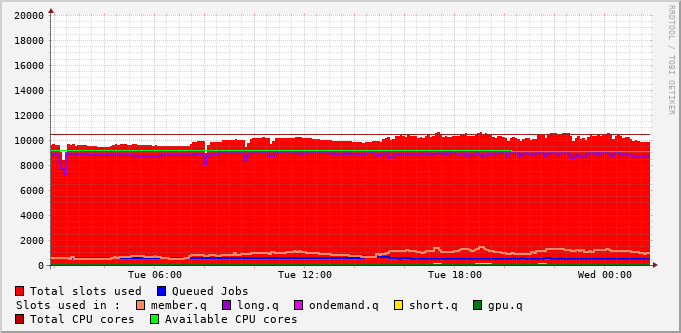 20000
18000
16000
14000
12000
10000
8000
6000
4000
2000
0
Tue 06:00 Tue 12:00 Tue 18:00 Wed 00:00
Total slots used Queued Jobs
Slots used in : member.q long.q ondemand.q short.q gpu.q
Total CPU cores Available CPU cores
RRDTOOL / TOBI OETIKER